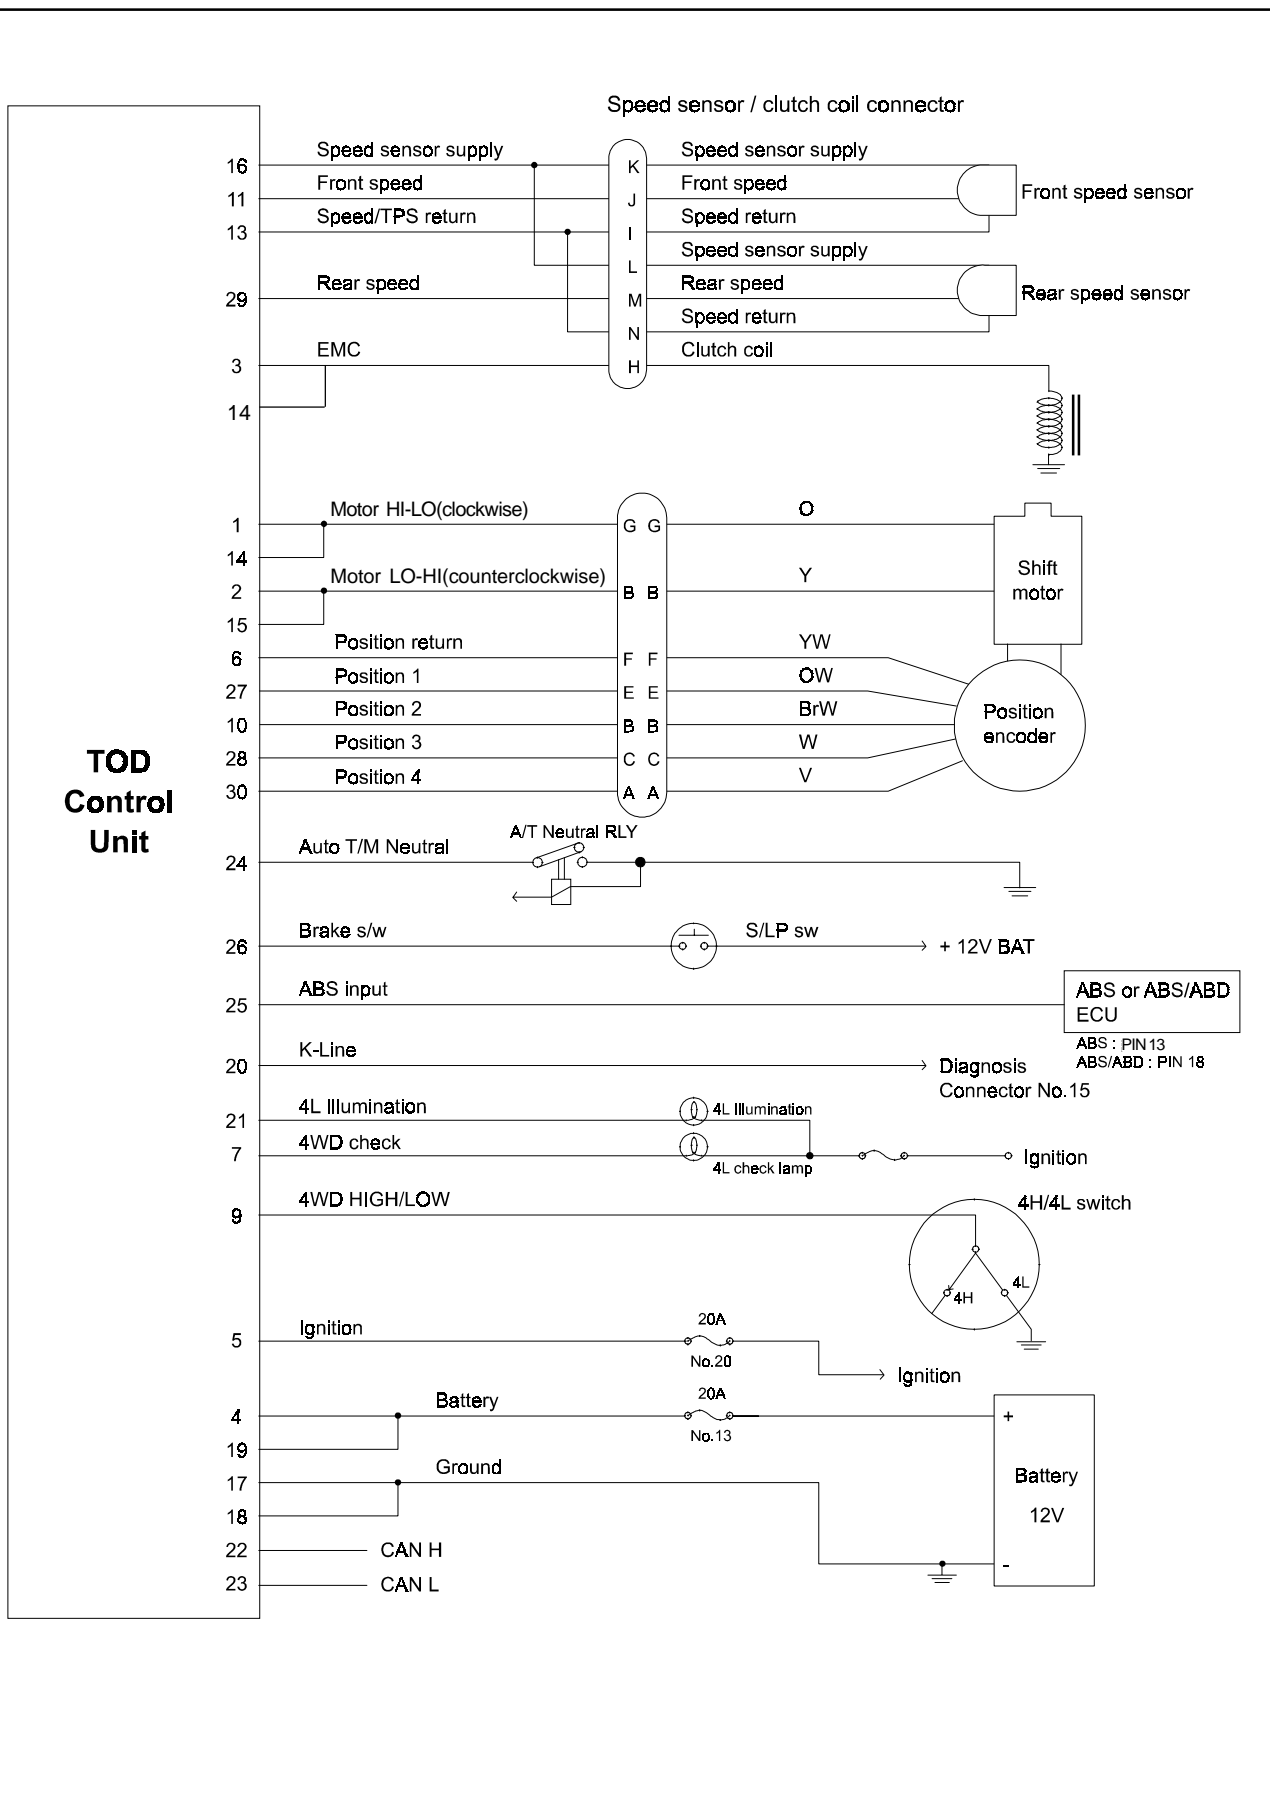 Speed sensor / clutch coil connector
16 Speed sensor supply K Speed sensor supply
11 Front speed J Front speed Front speed sensor
13 Speed/TPS return I Speed return
L Speed sensor supply
29 Rear speed M Rear speed Rear speed sensor
N Speed return
3 EMC H Clutch coil
14
1 Motor HI-LO(clockwise) G G O
14
2 Motor LO-HI(counterclockwise) B B Y
15
Shift
motor
6 Position return F F YW
27 Position 1 E E OW
10 Position 2 B B BrW
28 Position 3 C C W
30 Position 4 A A V
Position
encoder
TOD
Control
Unit
A/T Neutral RLY
24 Auto T/M Neutral
26 Brake s/w S/LP sw + 12V BAT
25 ABS input ABS or ABS/ABD
ECU
ABS : PIN 13
ABS/ABD : PIN 18
20 K-Line Diagnosis
Connector No.15
21 4L Illumination 4L Illumination
7 4WD check 4L check lamp Ignition
9 4WD HIGH/LOW 4H/4L switch
4H 4L
5 Ignition 20A
No.20 Ignition
4 Battery 20A +
No.13
19
17 Ground
18
Battery
12V
-
22 CAN H
23 CAN L